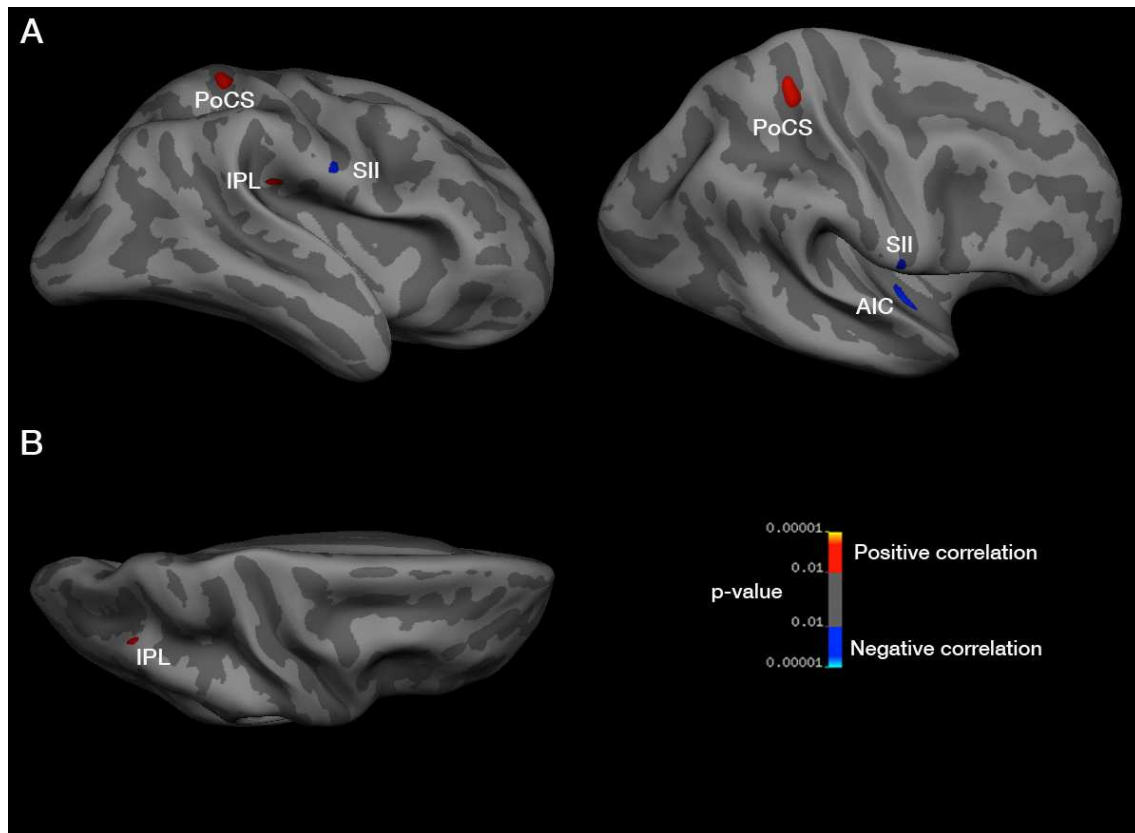 A
PoCS
IPL
SII
PoCS
SII
AIC
B
IPL
p-value
0.00001
0.01
0.01
0.00001
Positive correlation
Negative correlation